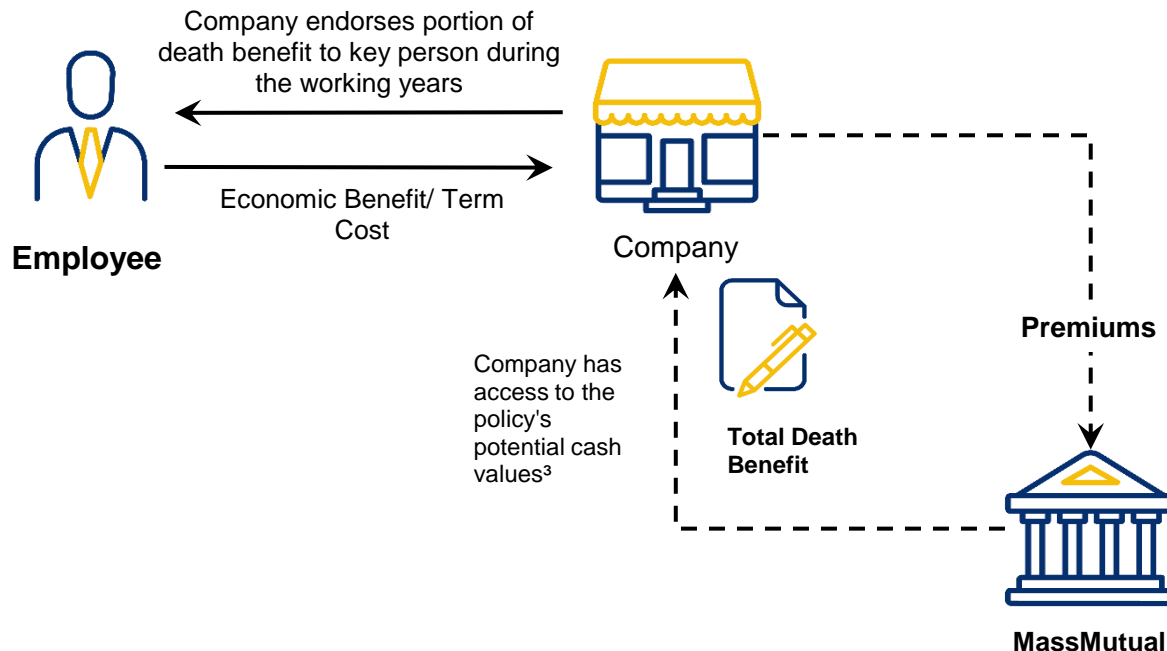 Company endorses portion of
death benefit to key person during
the working years
Economic Benefit/ Term
Cost
Employee
Company
Premiums
Company has
access to the
policy's
potential cash
values³
Total Death
Benefit
MassMutual